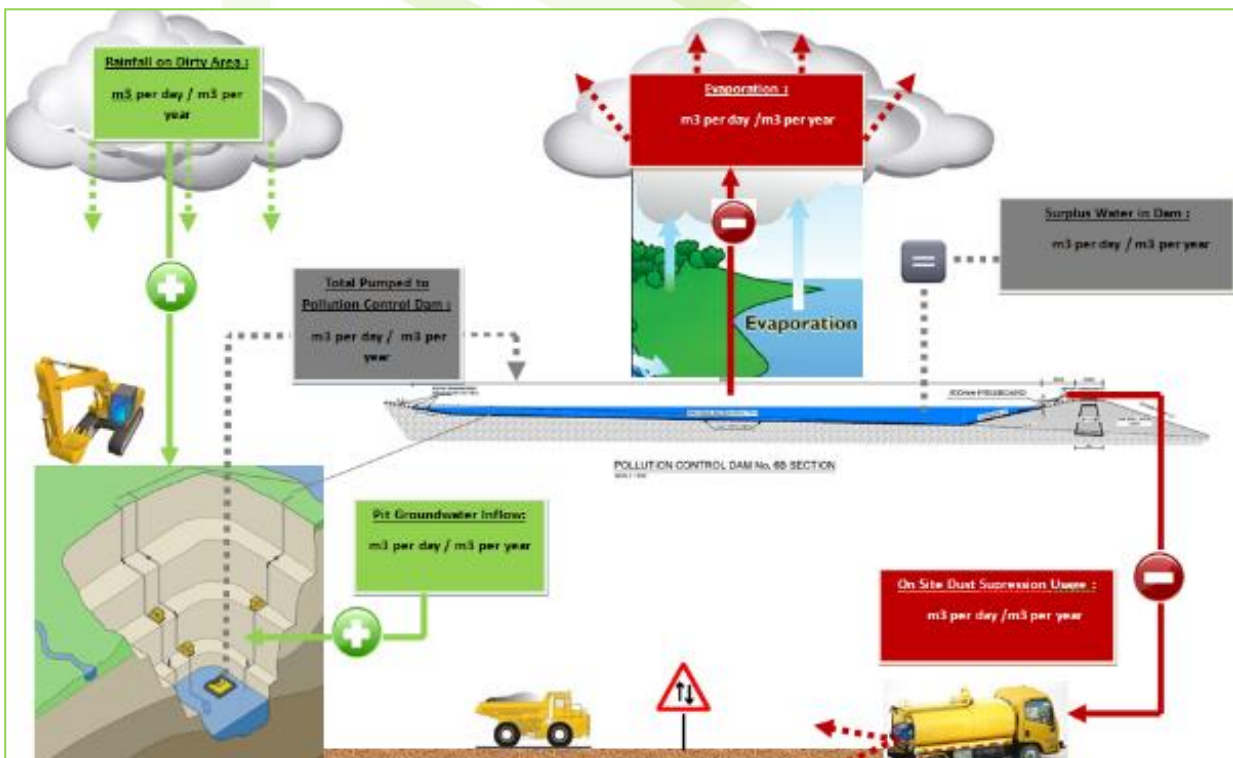 Rainfall on Dirty Area :
m3 per day / m3 per
year
Evaporation :
m3 per day /m3 per year
Surplus Water in Dam :
m3 per day / m3 per year
Total Pumped to
Pollution Control Dam :
m3 per day / m3 per
year
Evaporation
POLLUTION CONTROL DAM No. 6B SECTION
Pit Groundwater Inflow:
m3 per day / m3 per year
On Site Dust Supression Usage :
m3 per day /m3 per year